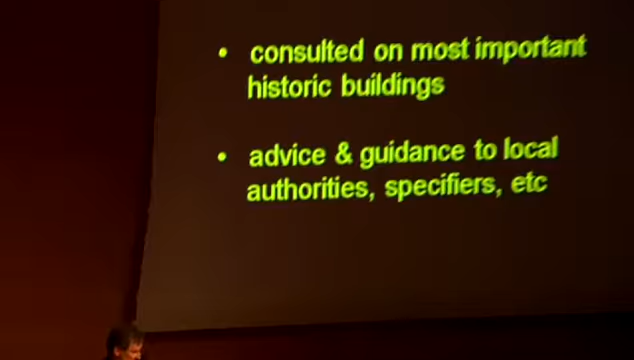 • consulted on most important
historic buildings
• advice & guidance to local
authorities, specifiers, etc